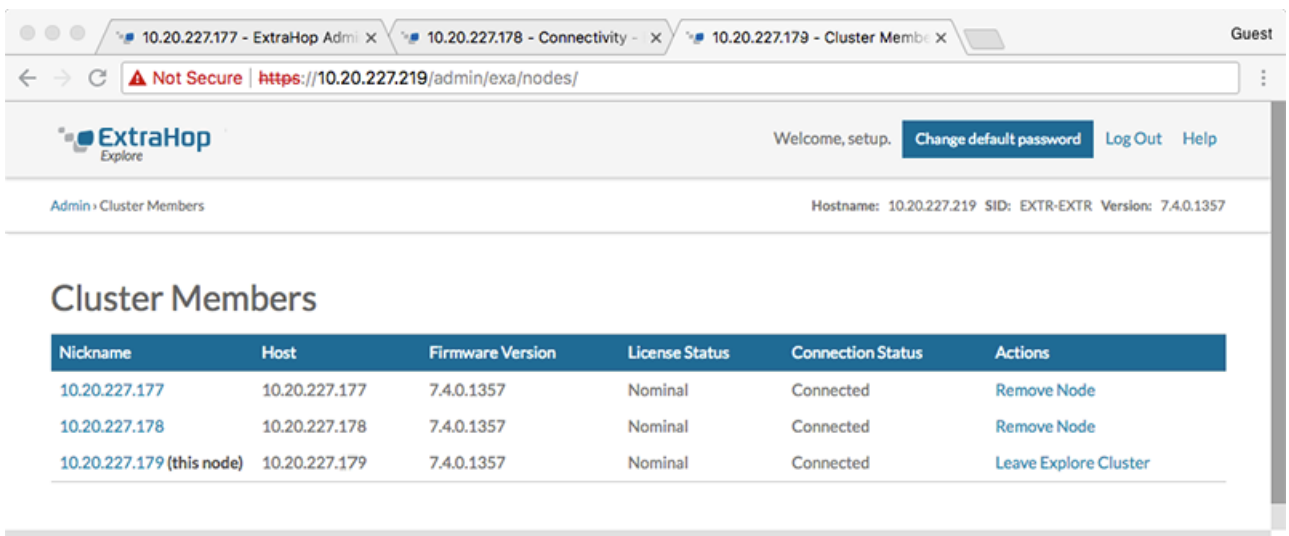 10.20.227.177 - ExtraHop Admi 10.20.227.178 - Connectivity - 10.20.227.179 - Cluster Membe Guest
Not Secure https://10.20.227.219/admin/exa/nodes/
ExtraHop
Explore
Welcome, setup. Change default password Log Out Help
Admin › Cluster Members Hostname: 10.20.227.219 SID: EXTR-EXTR Version: 7.4.0.1357
Cluster Members
Nickname Host Firmware Version License Status Connection Status Actions
10.20.227.177 10.20.227.177 7.4.0.1357 Nominal Connected Remove Node
10.20.227.178 10.20.227.178 7.4.0.1357 Nominal Connected Remove Node
10.20.227.179 (this node) 10.20.227.179 7.4.0.1357 Nominal Connected Leave Explore Cluster